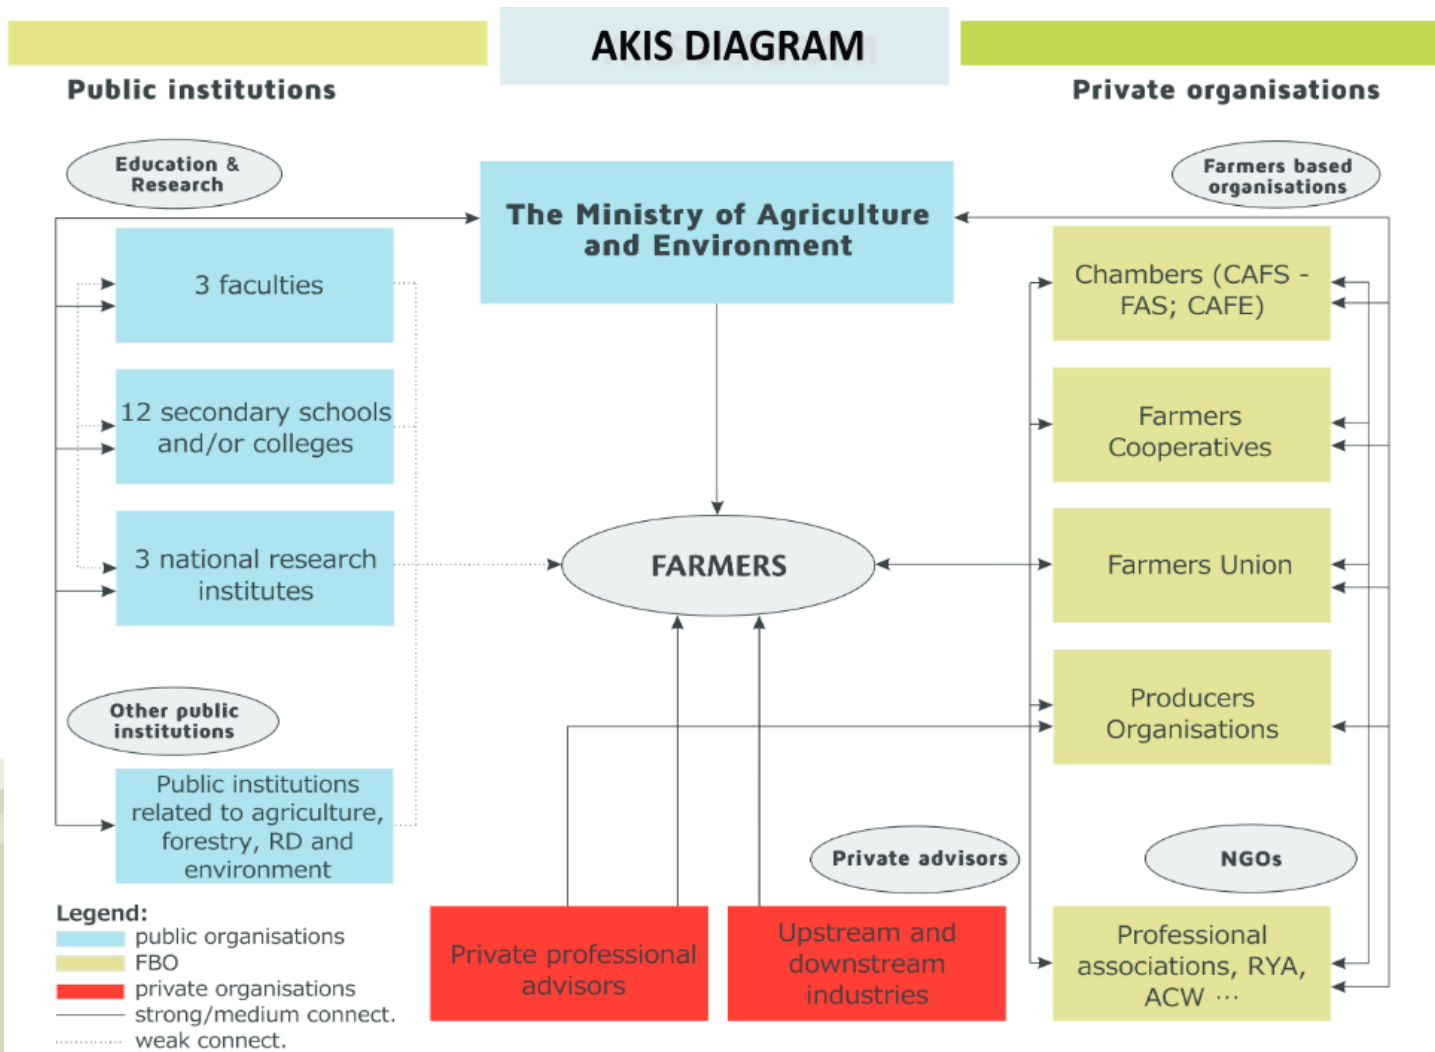 AKIS DIAGRAM
Public institutions
Private organisations
Education &
Research
Farmers based
organisations
The Ministry of Agriculture
and Environment
3 faculties
Chambers (CAFS -
FAS; CAFE)
12 secondary schools
and/or colleges
Farmers
Cooperatives
3 national research
institutes
FARMERS
Farmers Union
Other public
institutions
Producers
Organisations
Public institutions
related to agriculture,
forestry, RD and
environment
Private advisors
NGOs
Private professional
advisors
Upstream and
downstream
industries
Professional
associations, RYA,
ACW ...
Legend:
public organisations
FBO
private organisations
strong/medium connect.
weak connect.